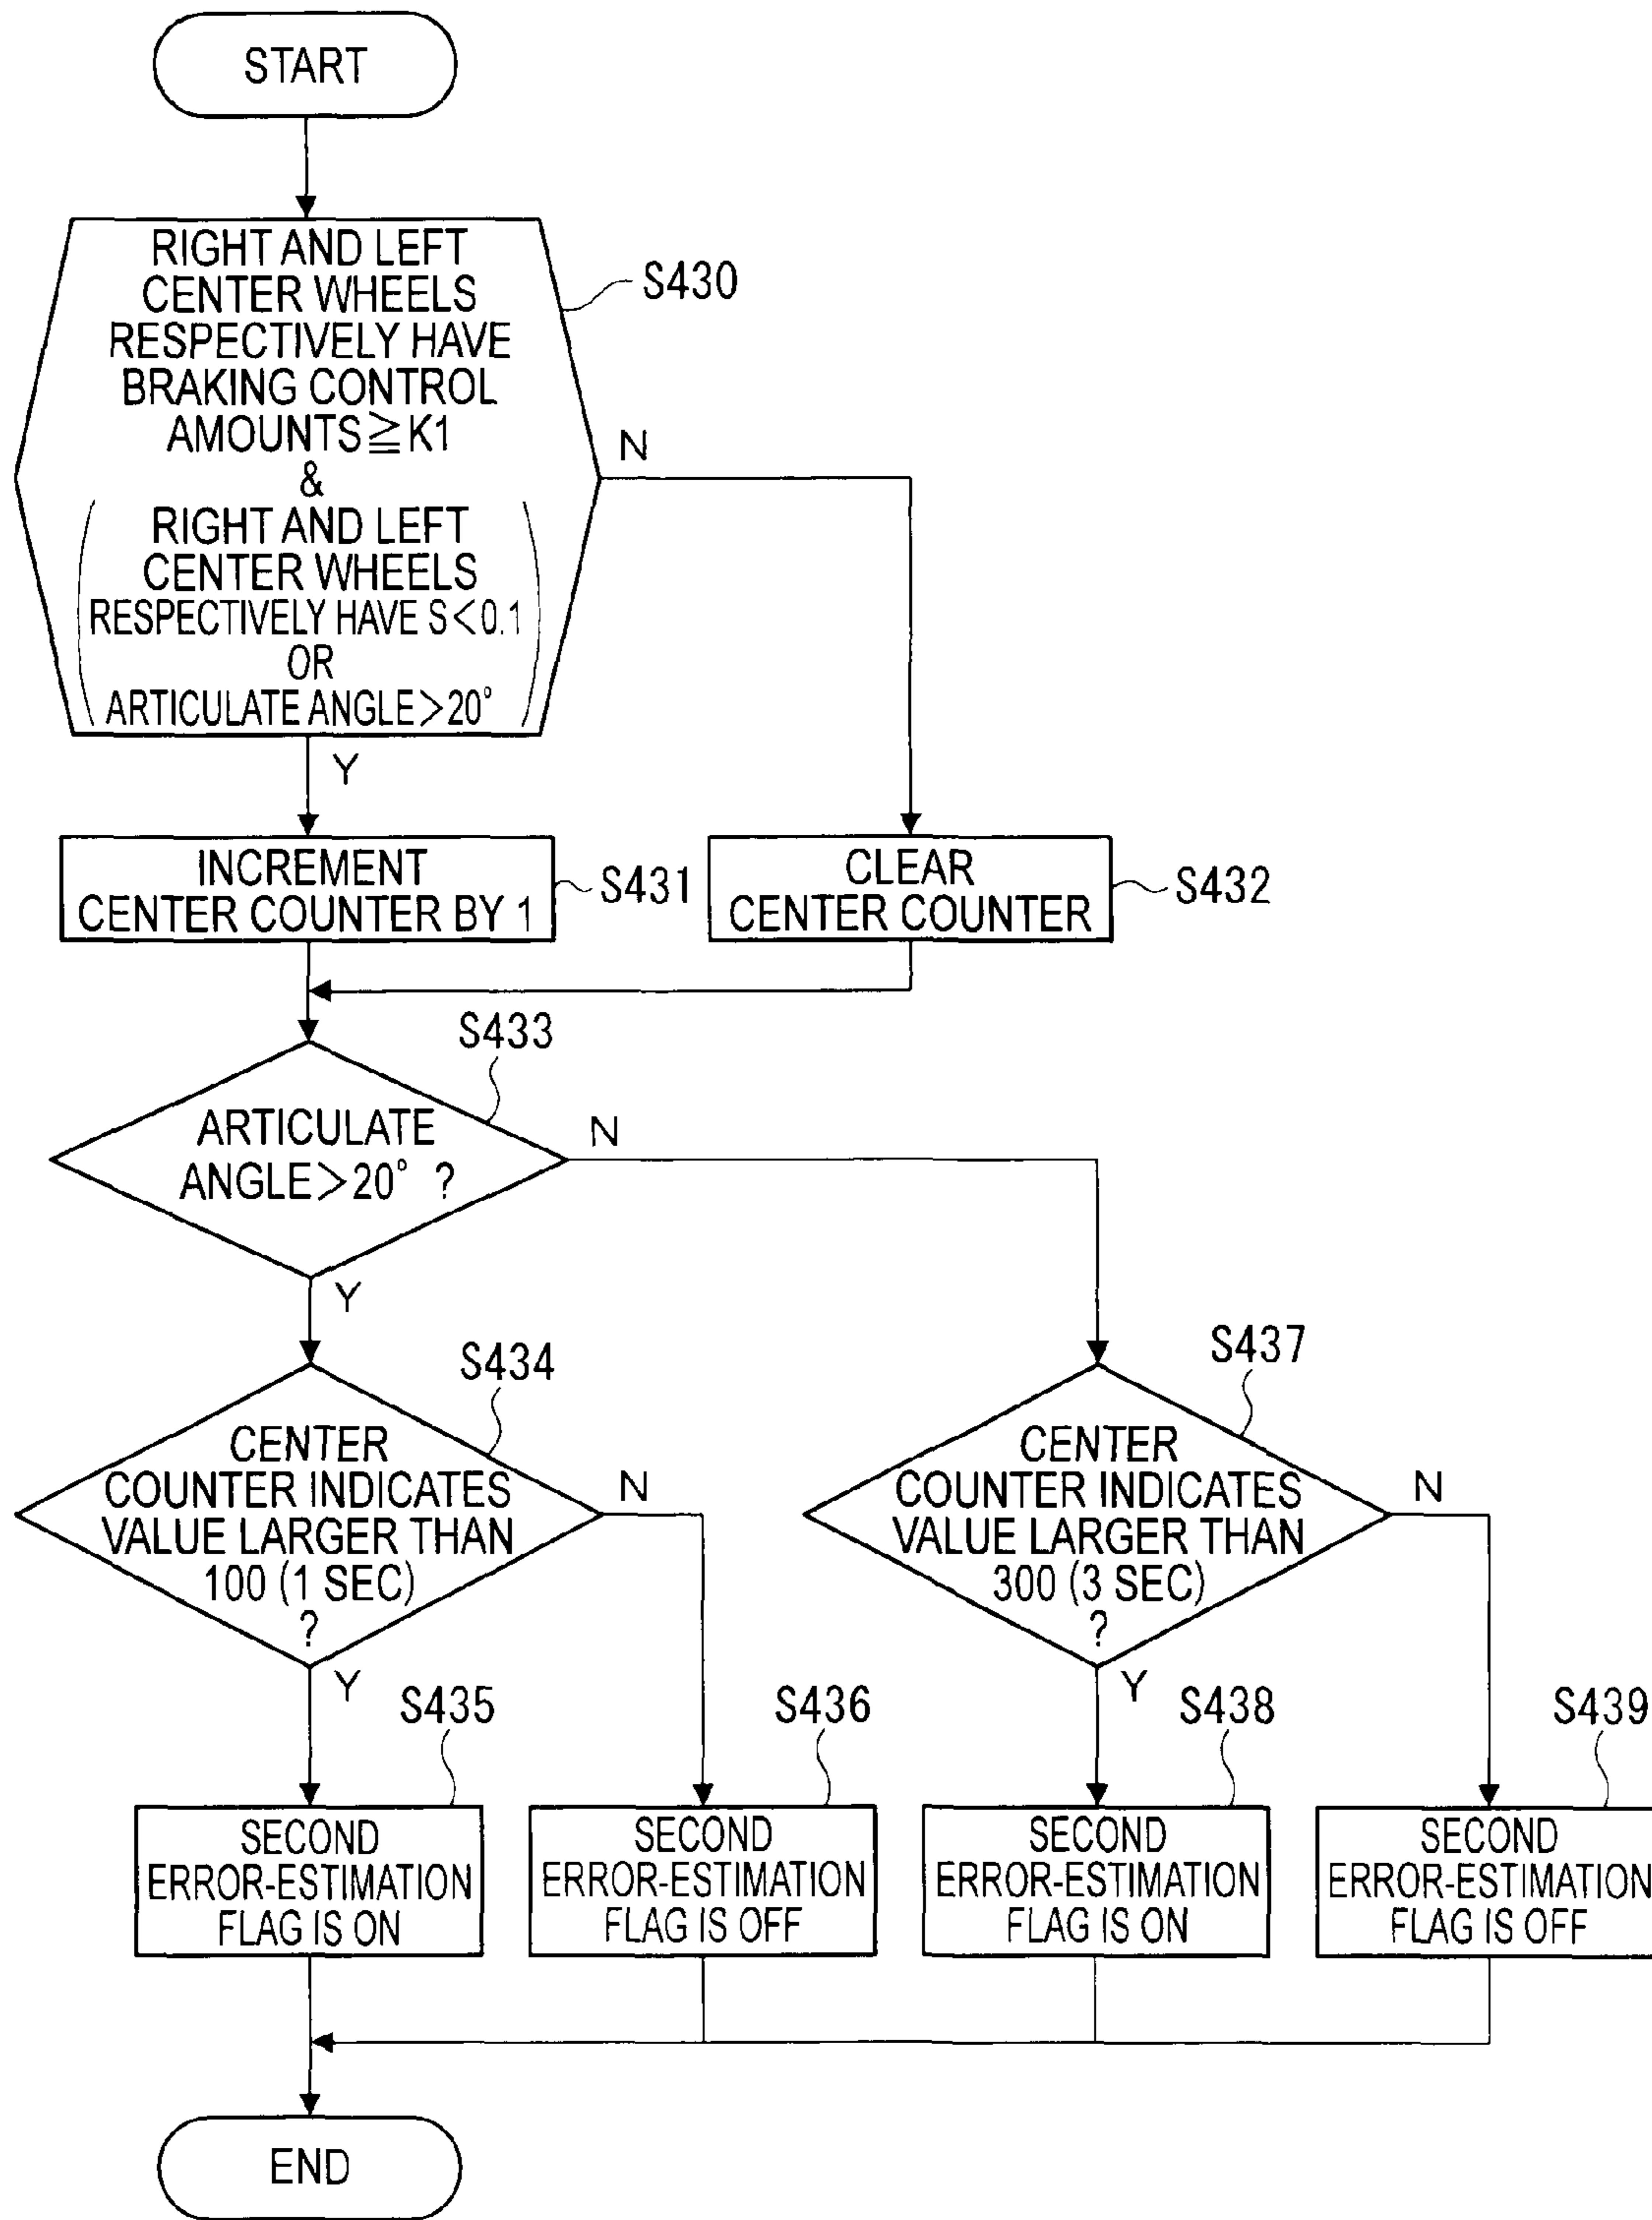 START
RIGHT AND LEFT
CENTER WHEELS
RESPECTIVELY HAVE
BRAKING CONTROL
AMOUNTS≧K1
&
RIGHT AND LEFT
CENTER WHEELS
RESPECTIVELY HAVE S<0.1
OR
ARTICULATE ANGLE>20°
S430
N
Y
INCREMENT
CENTER COUNTER BY 1
S431
CLEAR
CENTER COUNTER
S432
S433
ARTICULATE
ANGLE>20° ?
N
Y
S434
CENTER
COUNTER INDICATES
VALUE LARGER THAN
100 (1 SEC)
?
N
Y
S437
CENTER
COUNTER INDICATES
VALUE LARGER THAN
300 (3 SEC)
?
N
Y
S435
SECOND
ERROR-ESTIMATION
FLAG IS ON
S436
SECOND
ERROR-ESTIMATION
FLAG IS OFF
S438
SECOND
ERROR-ESTIMATION
FLAG IS ON
S439
SECOND
ERROR-ESTIMATION
FLAG IS OFF
END